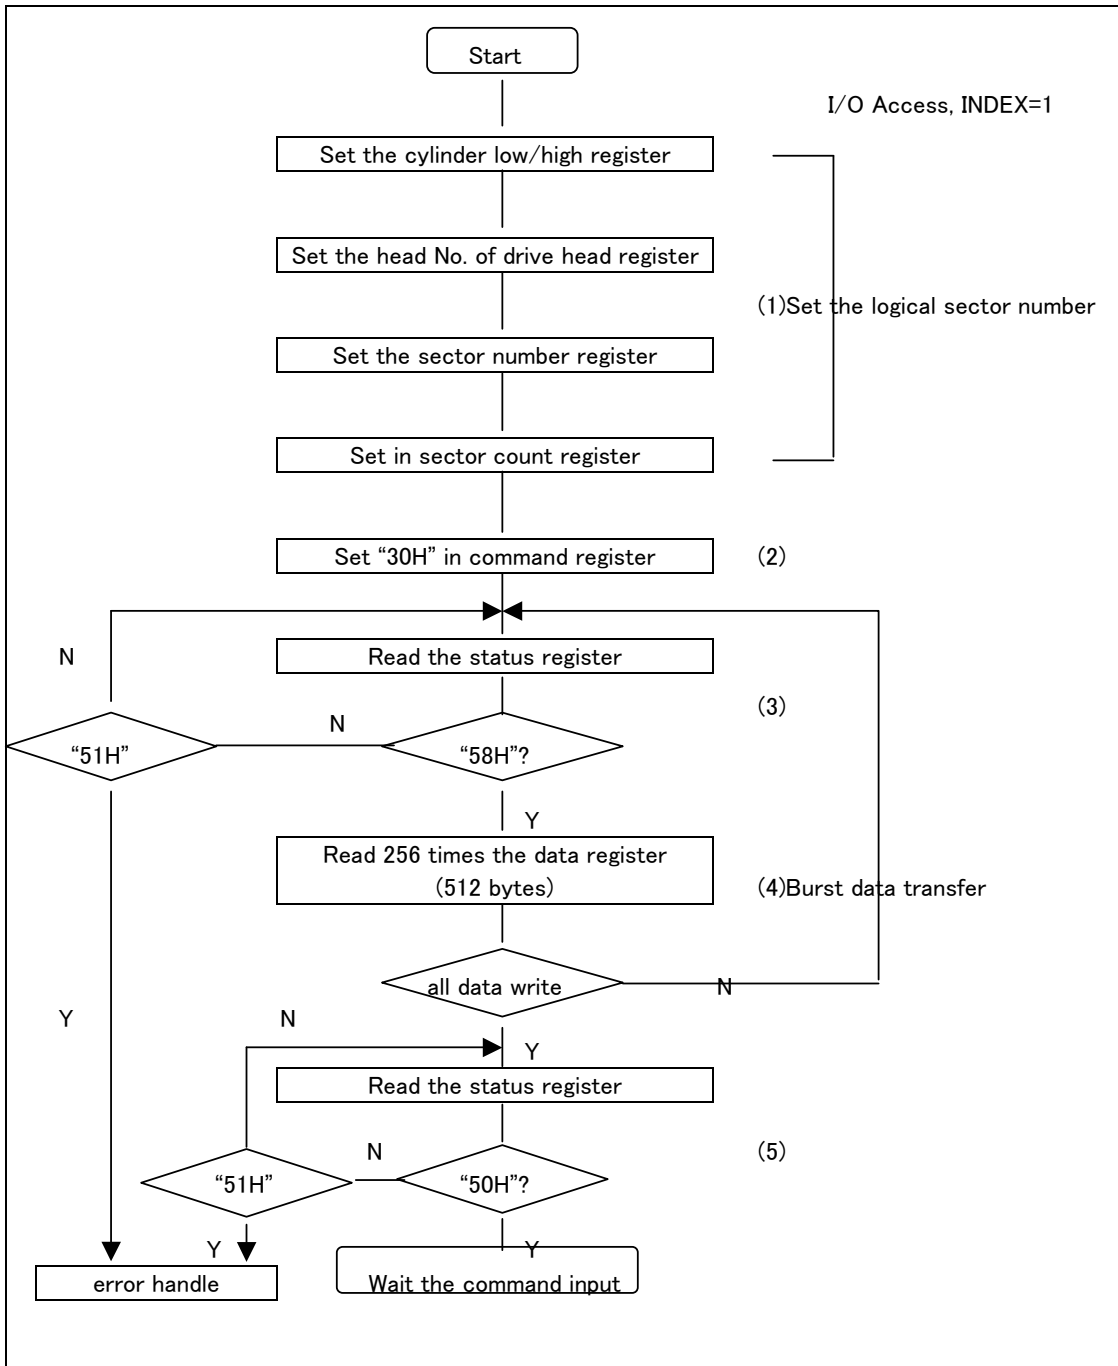 Start
I/O Access, INDEX=1
Set the cylinder low/high register
Set the head No. of drive head register
(1)Set the logical sector number
Set the sector number register
Set in sector count register
Set “30H” in command register
(2)
N
Read the status register
(3)
N
“51H”
“58H”?
Y
Read 256 times the data register
(512 bytes)
(4)Burst data transfer
all data write
N
Y
N
Y
Read the status register
N
(5)
“51H”
“50H”?
Y
Y
error handle
Wait the command input